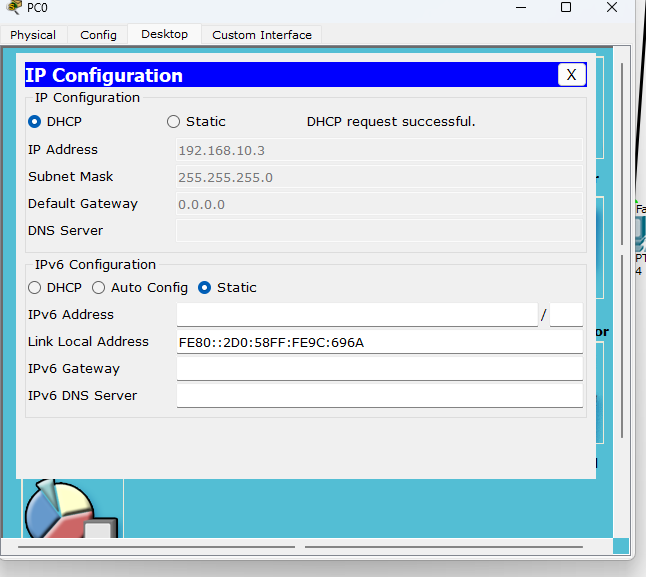 PC0
Physical Config Desktop Custom Interface
IP Configuration X
IP Configuration
DHCP Static DHCP request successful.
IP Address 192.168.10.3
Subnet Mask 255.255.255.0
Default Gateway 0.0.0.0
DNS Server
IPv6 Configuration
DHCP Auto Config Static
IPv6 Address /
Link Local Address FE80::2D0:58FF:FE9C:696A
IPv6 Gateway
IPv6 DNS Server
Fa
PT
4
or